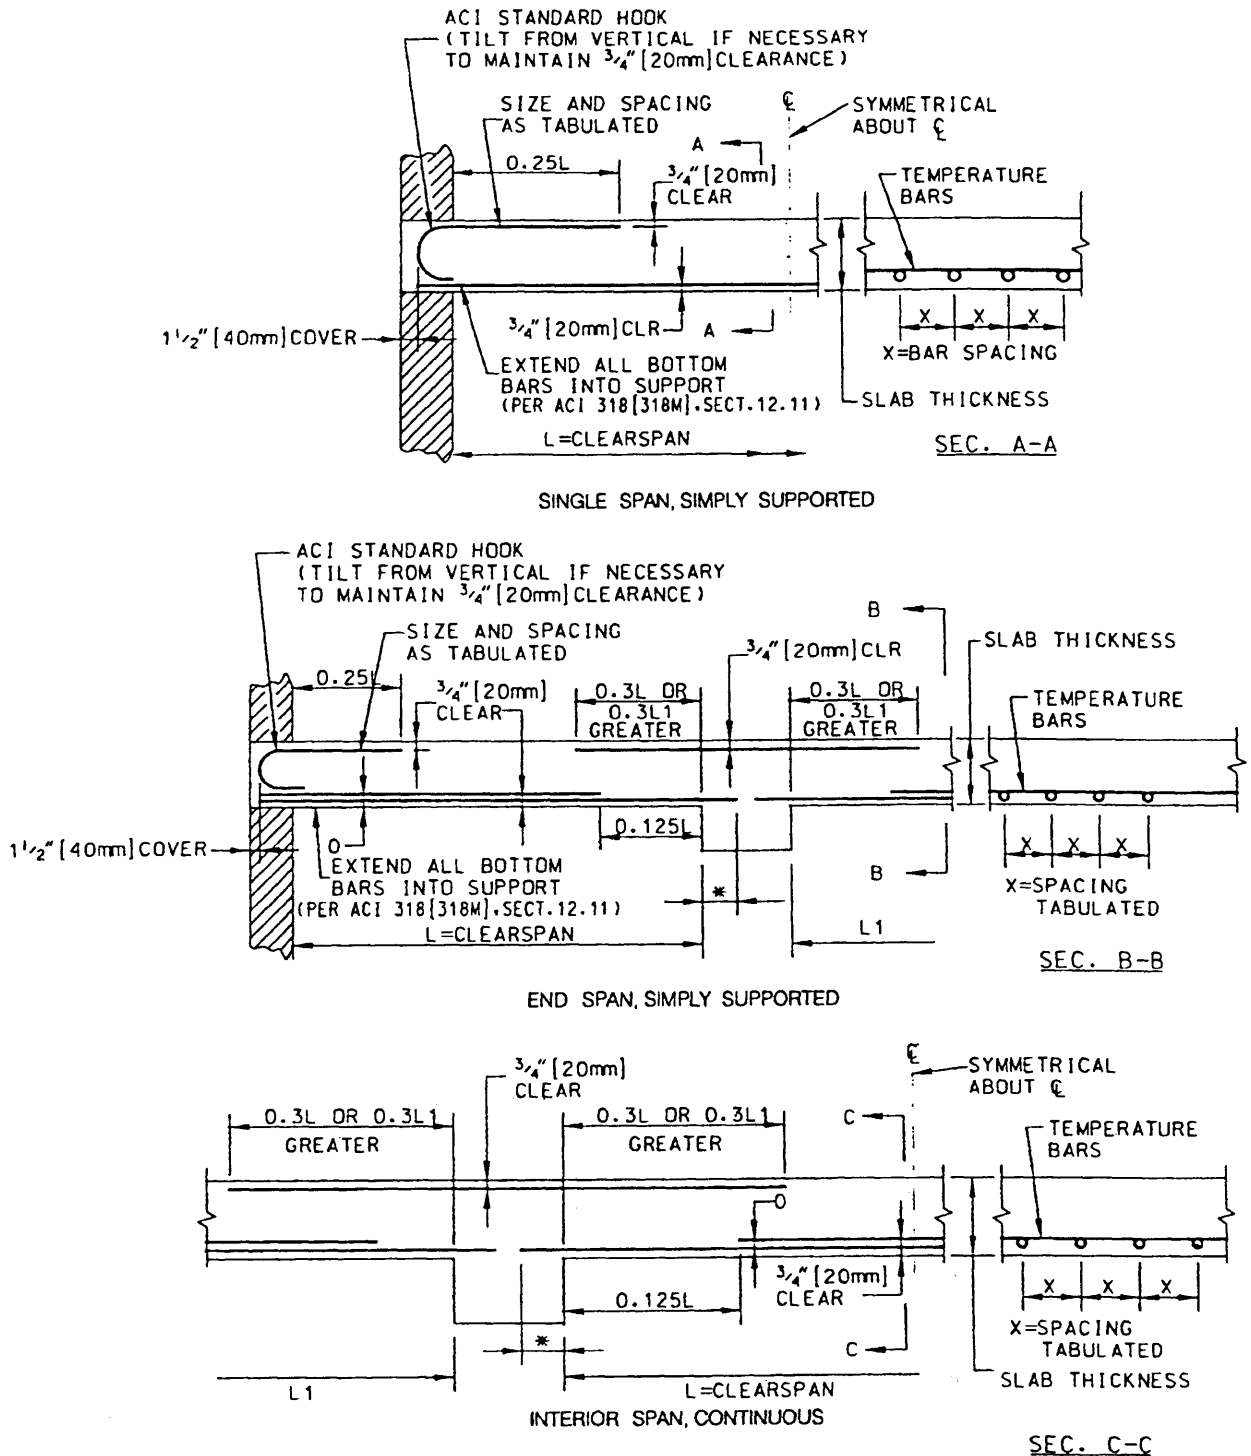 ACI STANDARD HOOK
(TILT FROM VERTICAL IF NECESSARY
TO MAINTAIN 3/4" [20mm] CLEARANCE)
SIZE AND SPACING
AS TABULATED
℄
SYMMETRICAL
ABOUT ℄
A
0.25L
3/4" [20mm]
CLEAR
TEMPERATURE
BARS
3/4" [20mm] CLR
A
X
X
X
1 1/2" [40mm] COVER
X=BAR SPACING
EXTEND ALL BOTTOM
BARS INTO SUPPORT
(PER ACI 318[318M].SECT.12.11)
SLAB THICKNESS
L=CLEARSPAN
SEC. A-A
SINGLE SPAN, SIMPLY SUPPORTED
ACI STANDARD HOOK
(TILT FROM VERTICAL IF NECESSARY
TO MAINTAIN 3/4" [20mm] CLEARANCE)
B
SIZE AND SPACING
AS TABULATED
3/4" [20mm] CLR
SLAB THICKNESS
0.25L
3/4" [20mm]
CLEAR
0.3L OR
0.3L1
GREATER
0.3L OR
0.3L1
GREATER
TEMPERATURE
BARS
0.125L
1 1/2" [40mm] COVER
O
X
X
X
EXTEND ALL BOTTOM
BARS INTO SUPPORT
(PER ACI 318[318M].SECT.12.11)
*
B
X=SPACING
TABULATED
L=CLEARSPAN
L1
SEC. B-B
END SPAN, SIMPLY SUPPORTED
3/4" [20mm]
CLEAR
℄
SYMMETRICAL
ABOUT ℄
0.3L OR 0.3L1
GREATER
0.3L OR 0.3L1
GREATER
C
TEMPERATURE
BARS
O
3/4" [20mm]
CLEAR
0.125L
X
X
X
*
C
X=SPACING
TABULATED
SLAB THICKNESS
L1
L=CLEARSPAN
INTERIOR SPAN, CONTINUOUS
SEC. C-C